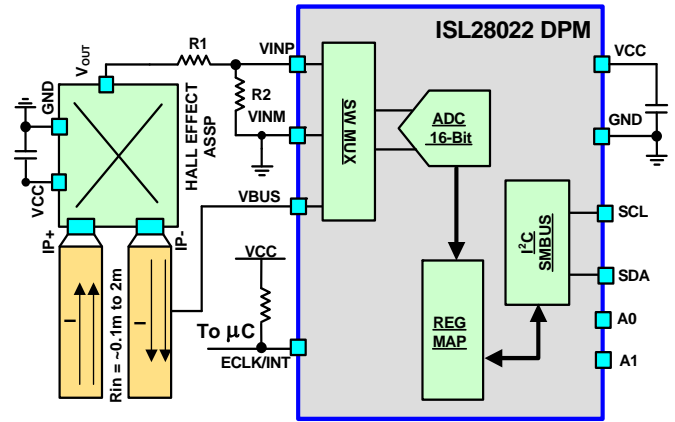 ISL28022 DPM
V_OUT
R1
VINP
VCC
GND
R2
HALL EFFECT
ASSP
VINM
SW MUX
ADC
16-Bit
GND
VCC
VBUS
I²C
SMBUS
SCL
IP+
IP-
VCC
SDA
I
I
Rin = ~0.1m to 2m
To μC
ECLK/INT
REG
MAP
A0
A1